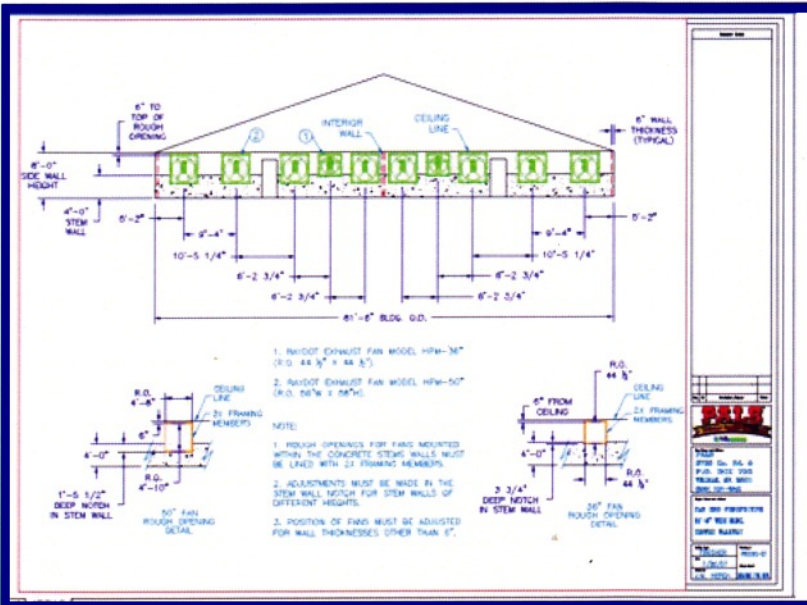 6" TO
TOP OF
ROUGH
OPENING
8'-0"
SIDE WALL
HEIGHT
4'-0"
STEM
WALL
②
①
INTERIOR
WALL
CEILING
LINE
6" WALL
THICKNESS
(TYPICAL)
5'-2"
9'-4"
9'-4"
5'-2"
10'-5 1/4"
10'-5 1/4"
6'-2 3/4"
6'-2 3/4"
6'-2 3/4"
6'-2 3/4"
81'-8" BLDG. O.D.
1. RAYDOT EXHAUST FAN MODEL HPM-36"
(R.O. 44 ½" x 44 ½")
2. RAYDOT EXHAUST FAN MODEL HPM-50"
(R.O. 56"W x 58"H)
NOTE:
1. ROUGH OPENINGS FOR FANS MOUNTED
WITHIN THE CONCRETE STEMS WALLS MUST
BE LINED WITH 2X FRAMING MEMBERS.
2. ADJUSTMENTS MUST BE MADE IN THE
STEM WALL NOTCH FOR STEM WALLS OF
DIFFERENT HEIGHTS.
3. POSITION OF FANS MUST BE ADJUSTED
FOR WALL THICKNESSES OTHER THAN 6".
R.O.
4'-8"
CEILING
LINE
2X FRAMING
MEMBERS
6"
4'-0"
R.O.
4'-10"
1'-5 1/2"
DEEP NOTCH
IN STEM WALL
50" FAN
ROUGH OPENING
DETAIL
R.O.
44 ½"
6" FROM
CEILING
CEILING
LINE
2X FRAMING
MEMBERS
4'-0"
R.O.
44 ½"
3 3/4"
DEEP NOTCH
IN STEM WALL
36" FAN
ROUGH OPENING
DETAIL